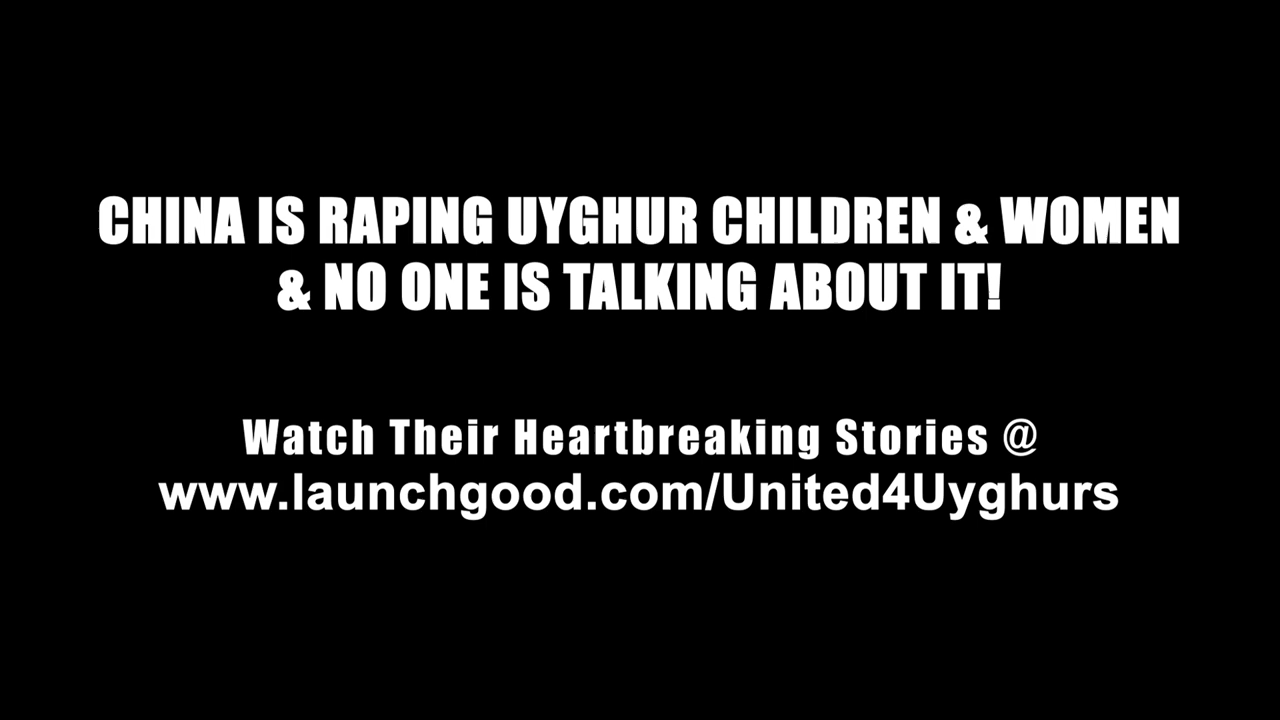 CHINA IS RAPING UYGHUR CHILDREN & WOMEN
& NO ONE IS TALKING ABOUT IT!
Watch Their Heartbreaking Stories @
www.launchgood.com/United4Uyghurs